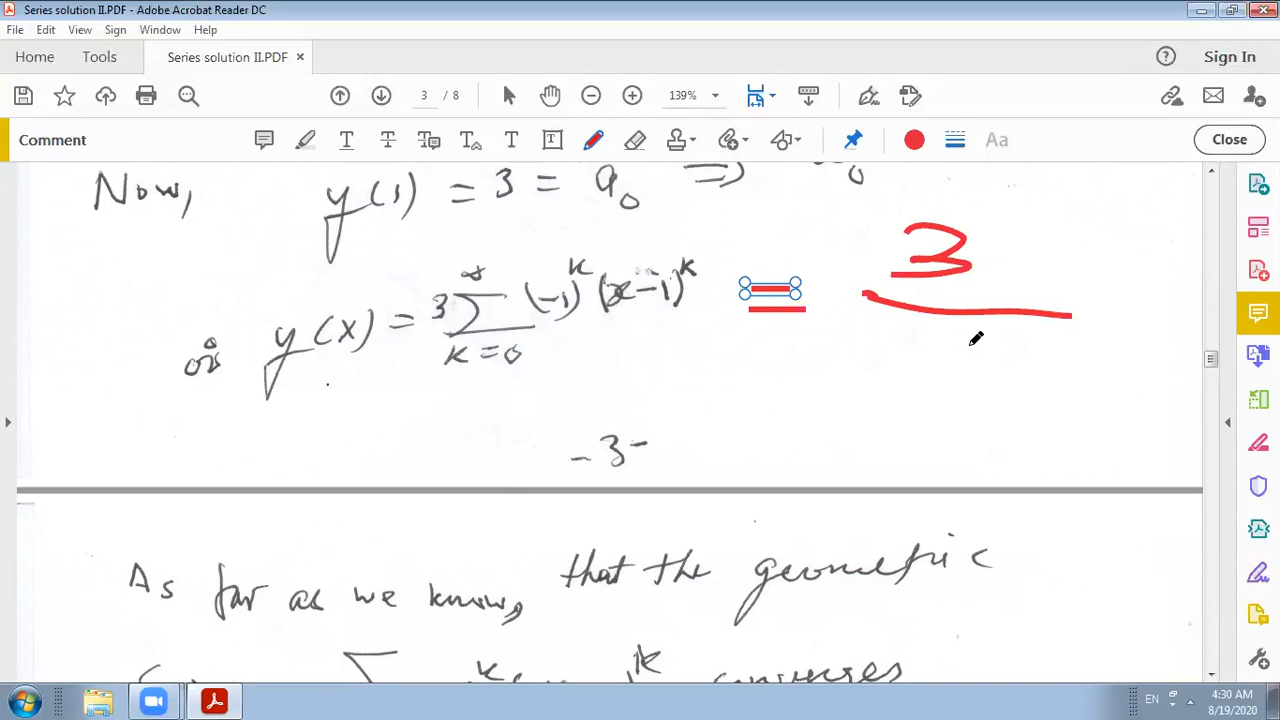 Series solution II.PDF - Adobe Acrobat Reader DC
File Edit View Sign Window Help
Home Tools Series solution II.PDF × Sign In
3 / 8 139%
Comment Aa Close
Now, y(1) = 3 = a₀ ⇒
3
or y(x) = 3 ∑ (-1)^k (x-1)^k =
∞
k = 0
- 3 -
As far as we know, that the geometric
∑ k converges
EN 4:30 AM
8/19/2020